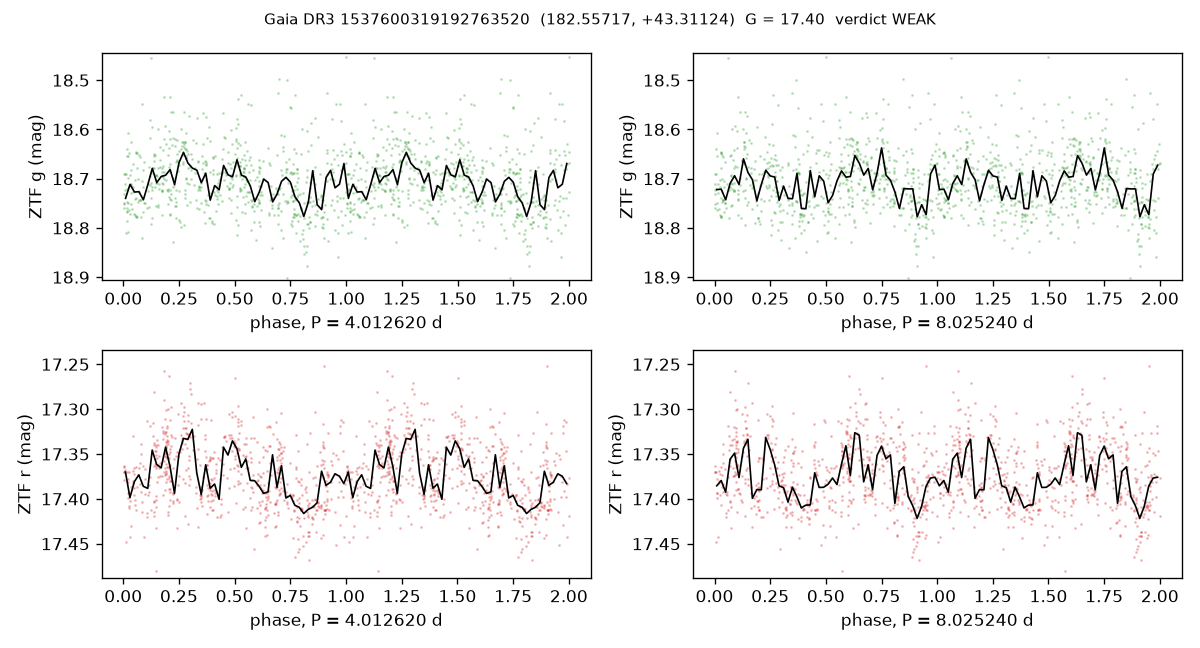 Gaia DR3 1537600319192763520  (182.55717, +43.31124)  G = 17.40  verdict WEAK
ZTF g (mag)
18.5
18.6
18.7
18.8
18.9
0.00 0.25 0.50 0.75 1.00 1.25 1.50 1.75 2.00
phase, P = 4.012620 d
ZTF g (mag)
18.5
18.6
18.7
18.8
18.9
0.00 0.25 0.50 0.75 1.00 1.25 1.50 1.75 2.00
phase, P = 8.025240 d
ZTF r (mag)
17.25
17.30
17.35
17.40
17.45
0.00 0.25 0.50 0.75 1.00 1.25 1.50 1.75 2.00
phase, P = 4.012620 d
ZTF r (mag)
17.25
17.30
17.35
17.40
17.45
0.00 0.25 0.50 0.75 1.00 1.25 1.50 1.75 2.00
phase, P = 8.025240 d